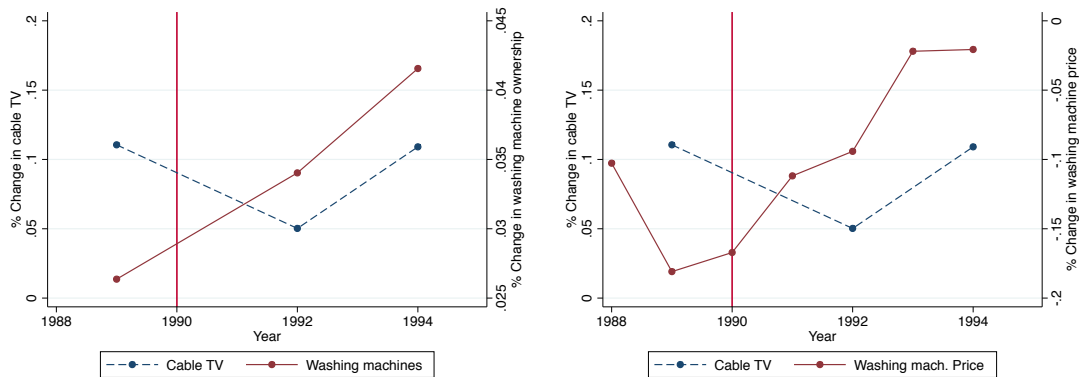 % Change in cable TV
.2
.15
.1
.05
0
% Change in washing machine ownership
.045
.04
.035
.03
.025
1988
1990
1992
1994
Year
Cable TV
Washing machines
% Change in cable TV
.2
.15
.1
.05
0
% Change in washing machine price
0
-.05
-.1
-.15
-.2
1988
1990
1992
1994
Year
Cable TV
Washing mach. Price